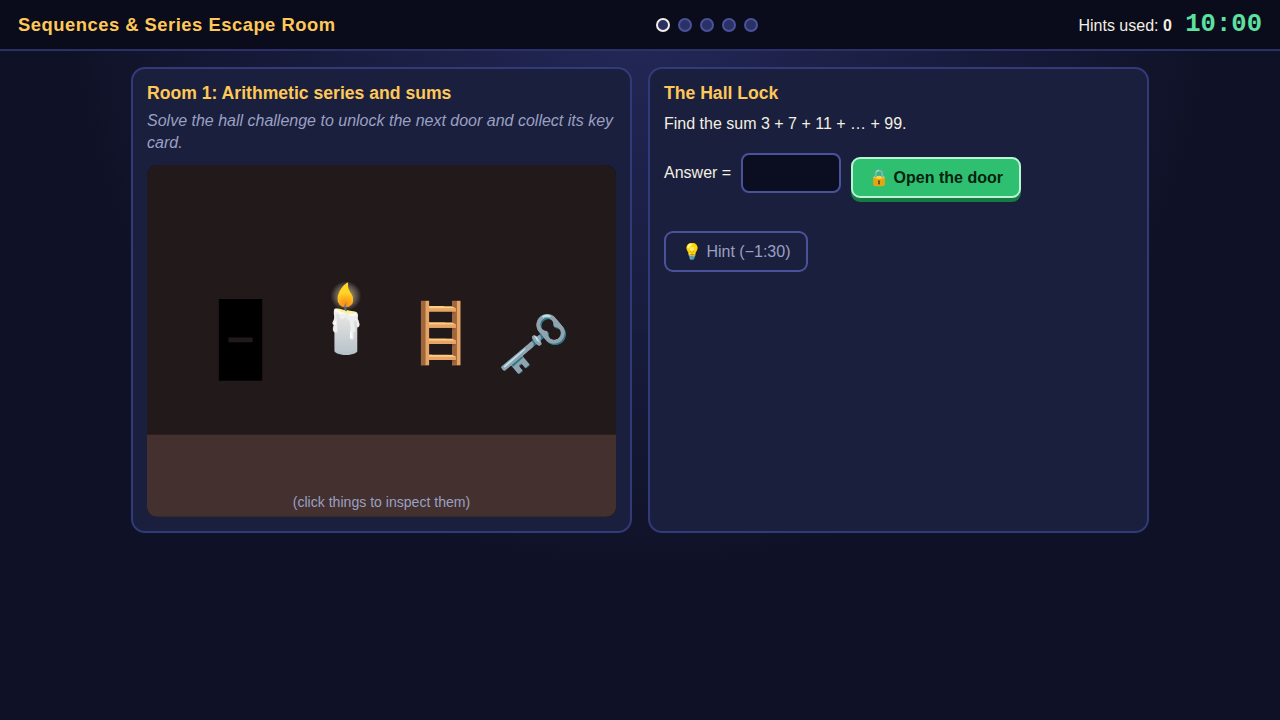 Sequences & Series Escape Room
Hints used: 0 10:00
Room 1: Arithmetic series and sums
Solve the hall challenge to unlock the next door and collect its key
card.
(click things to inspect them)
The Hall Lock
Find the sum 3 + 7 + 11 + … + 99.
Answer =
🔒 Open the door
💡 Hint (−1:30)